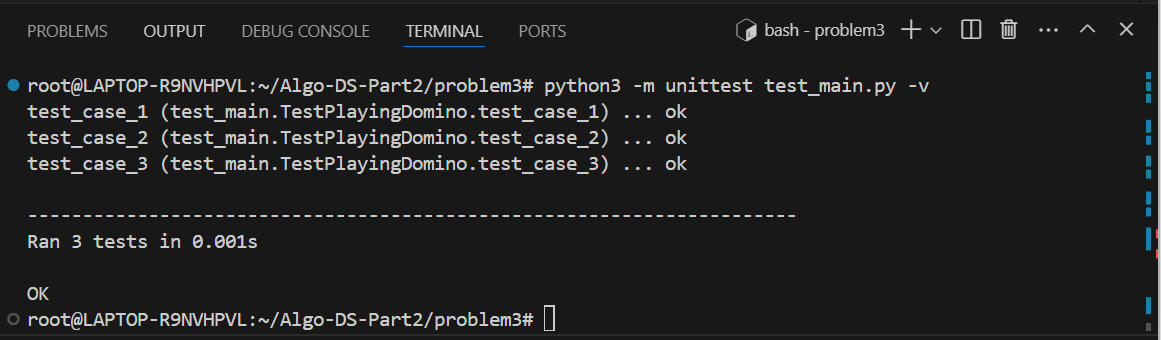 PROBLEMS OUTPUT DEBUG CONSOLE TERMINAL PORTS bash - problem3
root@LAPTOP-R9NVHPVL:~/Algo-DS-Part2/problem3# python3 -m unittest test_main.py -v
test_case_1 (test_main.TestPlayingDomino.test_case_1) ... ok
test_case_2 (test_main.TestPlayingDomino.test_case_2) ... ok
test_case_3 (test_main.TestPlayingDomino.test_case_3) ... ok
----------------------------------------------------------------------
Ran 3 tests in 0.001s
OK
root@LAPTOP-R9NVHPVL:~/Algo-DS-Part2/problem3#